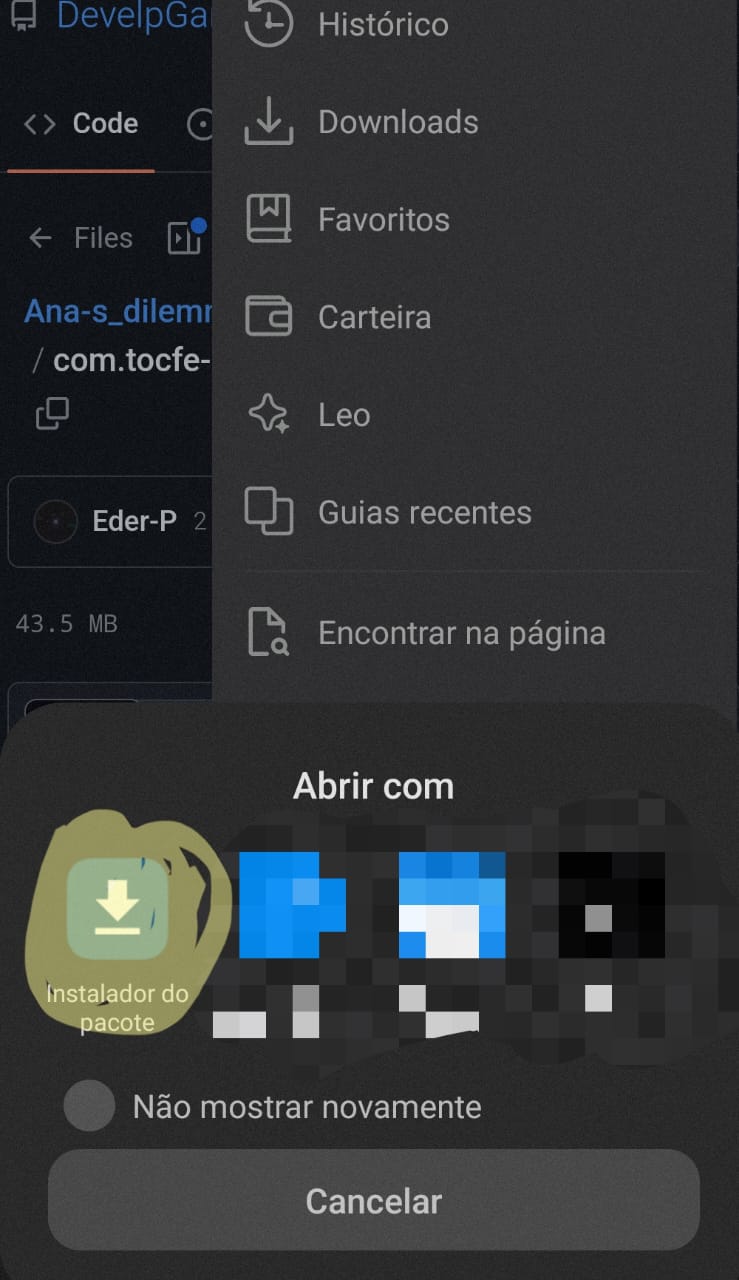 DevelpGa
Histórico
Code
Downloads
Files
Favoritos
Ana-s_dilem
/ com.tocfe-
Carteira
Leo
Eder-P 2
Guias recentes
43.5 MB
Encontrar na página
Abrir com
Instalador do
pacote
Não mostrar novamente
Cancelar